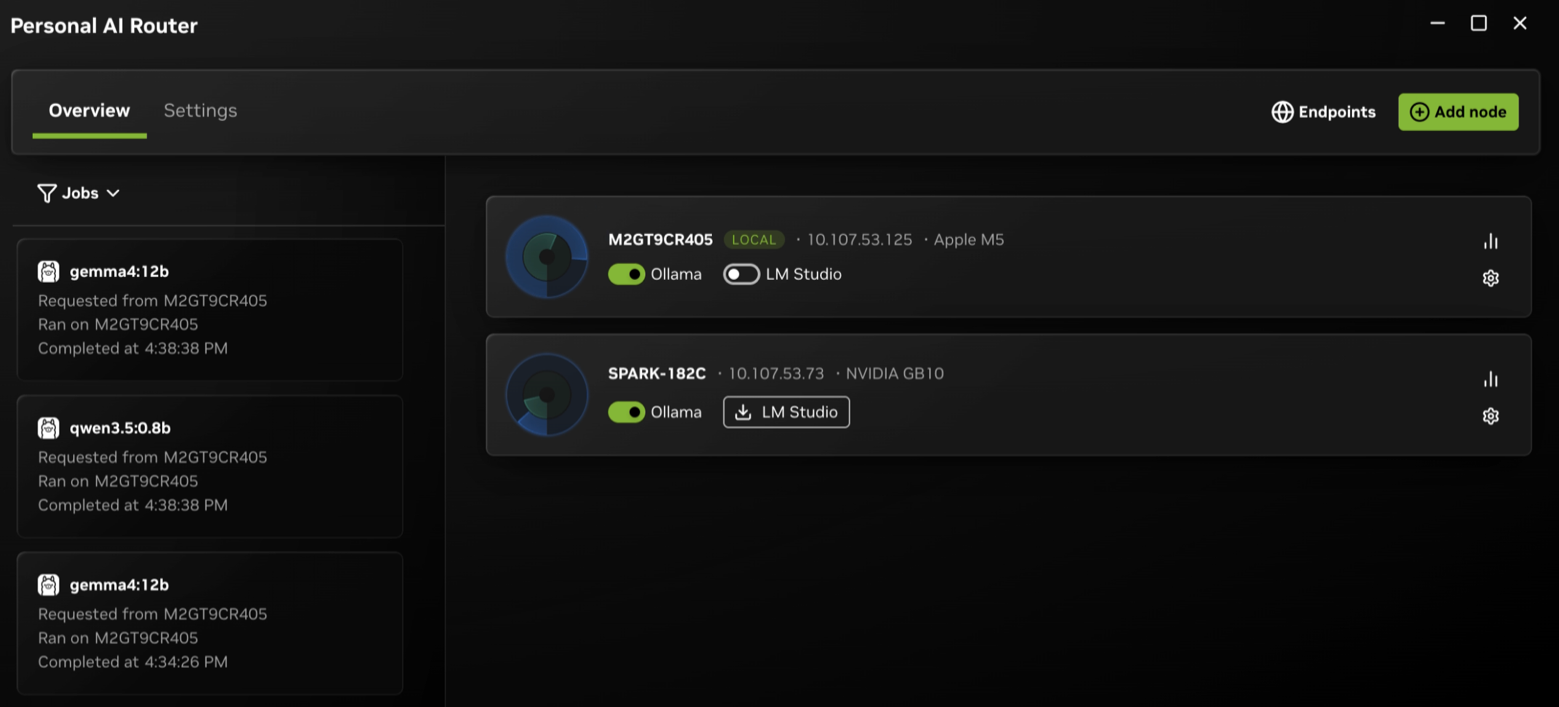 Personal AI Router
Overview Settings
Endpoints
Add node
Jobs
gemma4:12b
Requested from M2GT9CR405
Ran on M2GT9CR405
Completed at 4:38:38 PM
qwen3.5:0.8b
Requested from M2GT9CR405
Ran on M2GT9CR405
Completed at 4:38:38 PM
gemma4:12b
Requested from M2GT9CR405
Ran on M2GT9CR405
Completed at 4:34:26 PM
M2GT9CR405 LOCAL · 10.107.53.125 · Apple M5
Ollama LM Studio
SPARK-182C · 10.107.53.73 · NVIDIA GB10
Ollama LM Studio